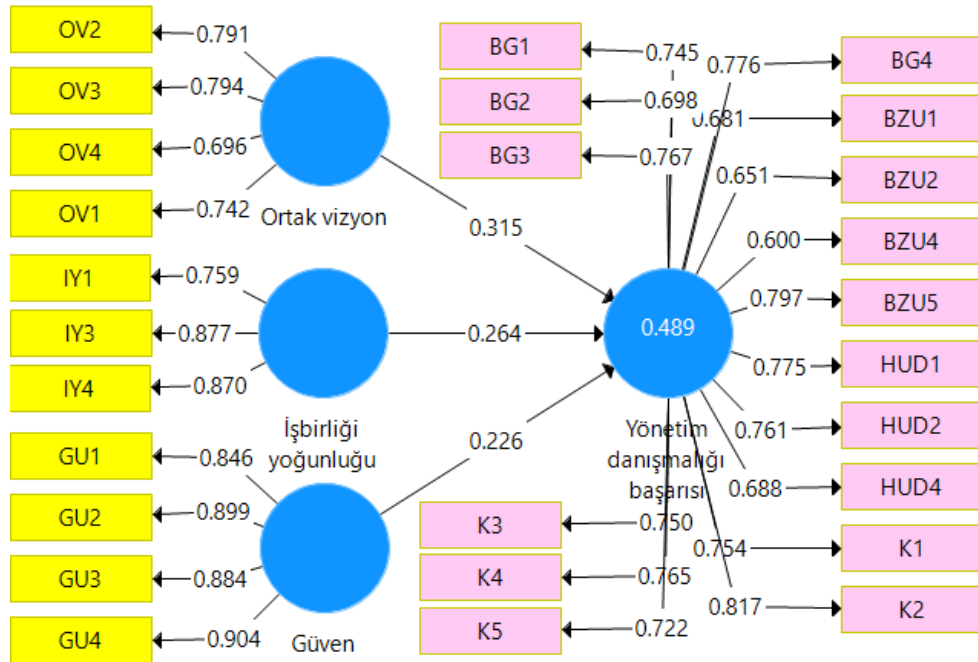 OV2
0.791
OV3
0.794
OV4
0.696
OV1
0.742
Ortak vizyon
0.315
IY1
0.759
IY3
0.877
IY4
0.870
İşbirliği
yoğunluğu
0.264
GU1
0.846
GU2
0.899
GU3
0.884
GU4
0.904
Güven
0.226
BG1
0.745
BG2
0.698
BG3
0.767
0.489
Yönetim
danışmalığı
başarısı
K3
0.750
K4
0.765
K5
0.722
0.776
BG4
0.681
BZU1
0.651
BZU2
0.600
BZU4
0.797
BZU5
0.775
HUD1
0.761
HUD2
0.688
HUD4
0.754
K1
0.817
K2